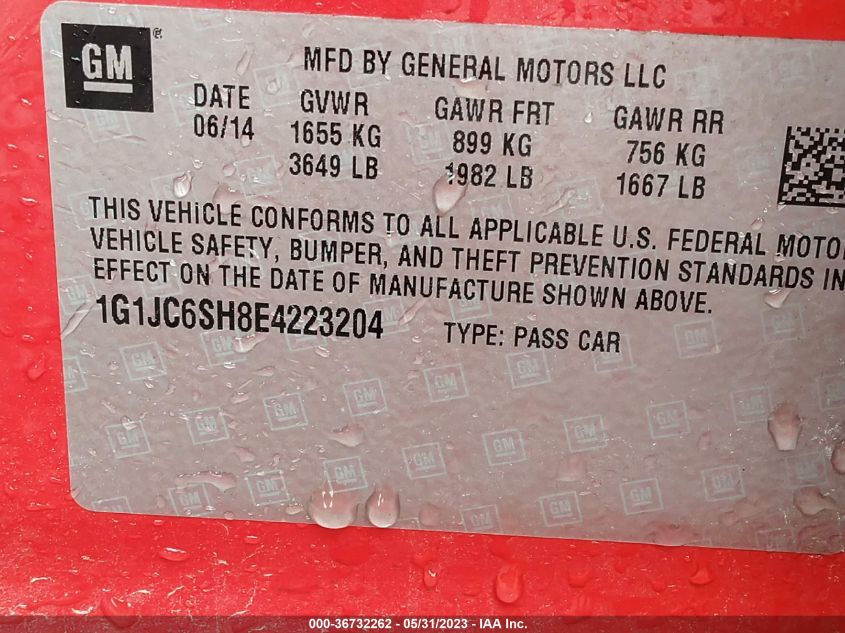 GM
MFD BY GENERAL MOTORS LLC
DATE GVWR GAWR FRT GAWR RR
06/14 1655 KG 899 KG 756 KG
3649 LB 1982 LB 1667 LB
THIS VEHICLE CONFORMS TO ALL APPLICABLE U.S. FEDERAL MOTOR
VEHICLE SAFETY, BUMPER, AND THEFT PREVENTION STANDARDS IN
EFFECT ON THE DATE OF MANUFACTURE SHOWN ABOVE.
1G1JC6SH8E4223204 TYPE: PASS CAR
000-36732262 - 05/31/2023 - IAA Inc.